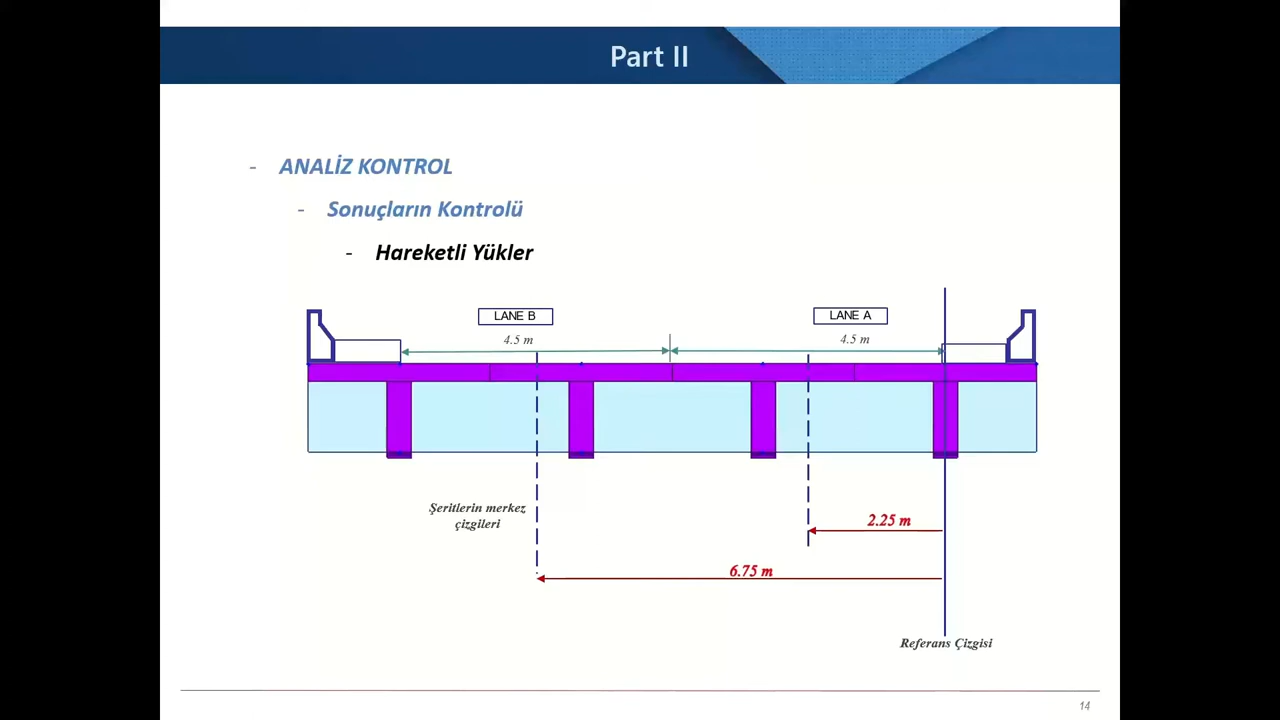 Part II
- ANALİZ KONTROL
- Sonuçların Kontrolü
- Hareketli Yükler
LANE B
LANE A
4.5 m
4.5 m
Şeritlerin merkez
çizgileri
2.25 m
6.75 m
Referans Çizgisi
14